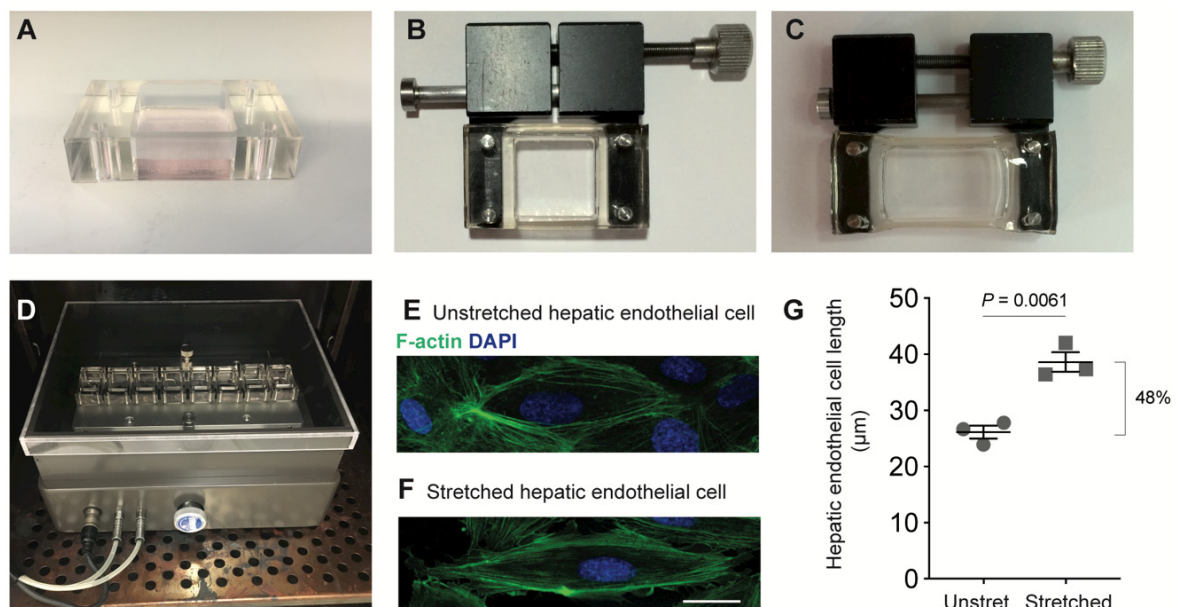 A
B
C
D
E Unstretched hepatic endothelial cell
F-actin DAPI
F Stretched hepatic endothelial cell
G
Hepatic endothelial cell length
(µm)
50
40
30
20
10
0
P = 0.0061
48%
Unstret. Stretched